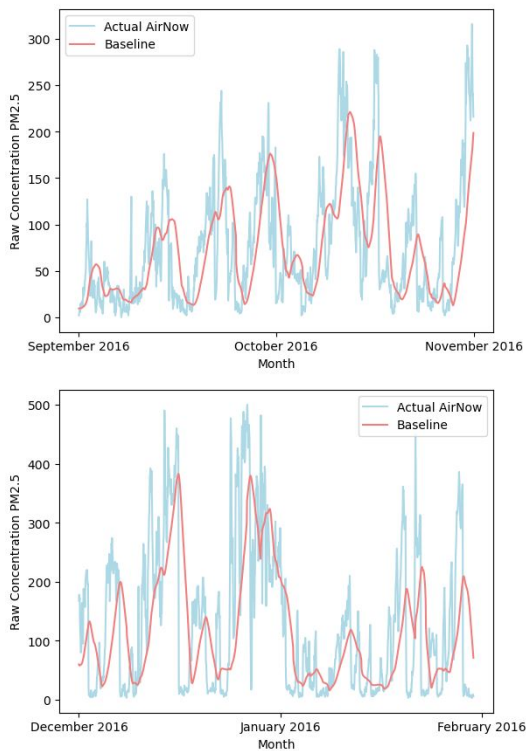 Actual AirNow
Baseline
300
250
200
150
100
50
0
Raw Concentration PM2.5
September 2016 October 2016 November 2016
Month
Actual AirNow
Baseline
500
400
300
200
100
0
Raw Concentration PM2.5
December 2016 January 2016 February 2016
Month